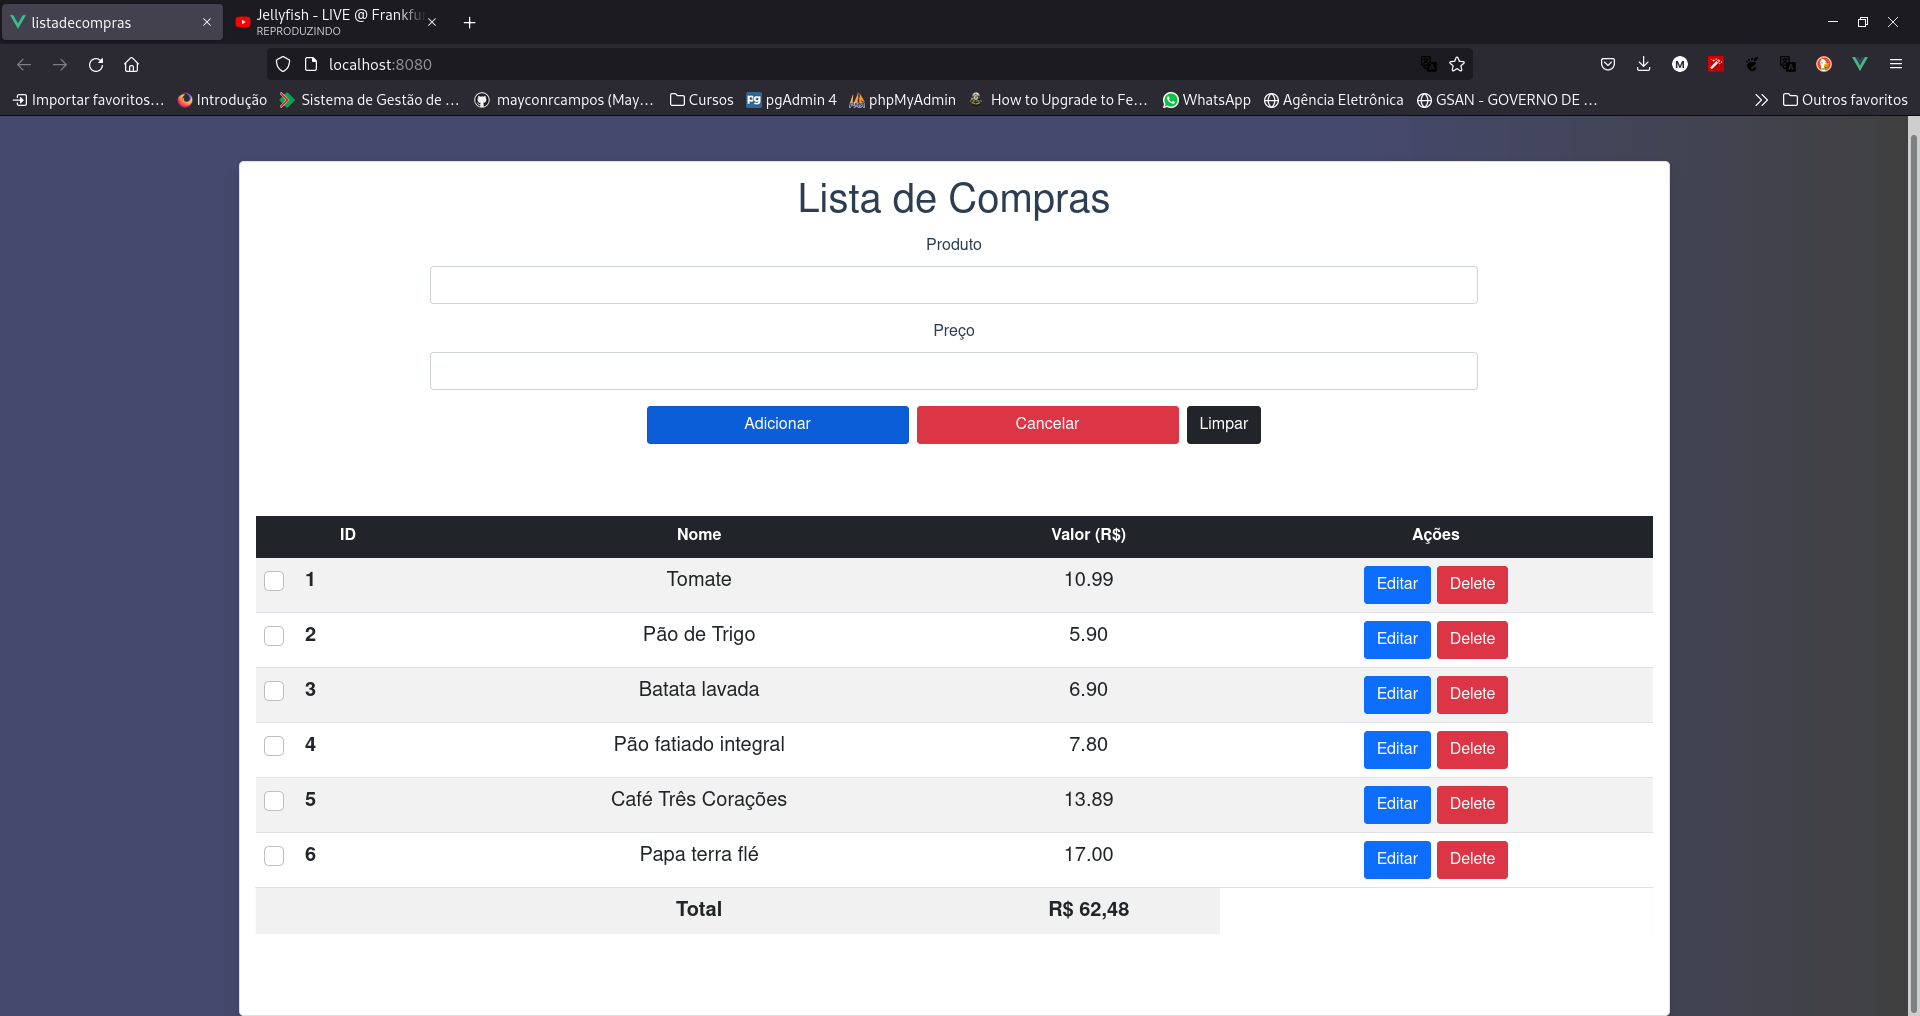 listadecompras
Jellyfish - LIVE @ Frankfu
REPRODUZINDO
localhost:8080
Importar favoritos…
Introdução
Sistema de Gestão de …
mayconrcampos (May…
Cursos
pgAdmin 4
phpMyAdmin
How to Upgrade to Fe…
WhatsApp
Agência Eletrônica
GSAN - GOVERNO DE …
Outros favoritos
Lista de Compras
Produto
Preço
Adicionar Cancelar Limpar
ID Nome Valor (R$) Ações
1 Tomate 10.99 Editar Delete
2 Pão de Trigo 5.90 Editar Delete
3 Batata lavada 6.90 Editar Delete
4 Pão fatiado integral 7.80 Editar Delete
5 Café Três Corações 13.89 Editar Delete
6 Papa terra flé 17.00 Editar Delete
Total R$ 62,48